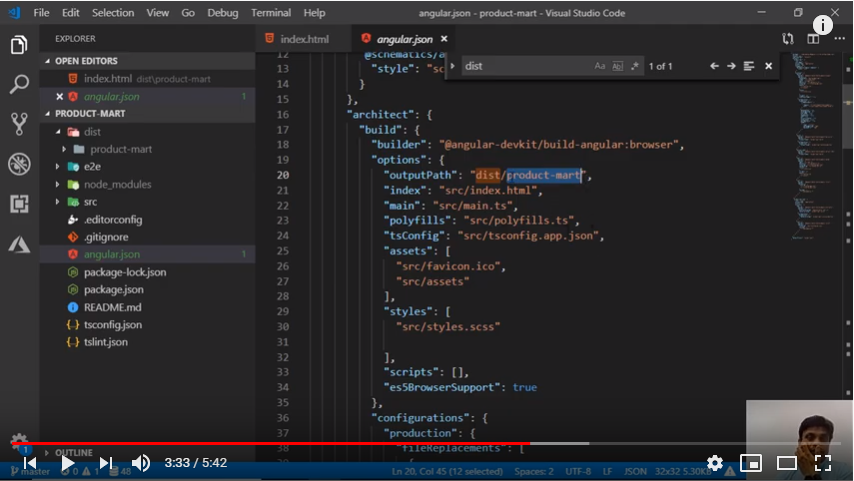 File Edit Selection View Go Debug Terminal Help angular.json - product-mart - Visual Studio Code
EXPLORER
index.html angular.json
OPEN EDITORS
index.html dist\product-mart
angular.json 1
PRODUCT-MART
dist
product-mart
e2e
node_modules
src
.editorconfig
.gitignore
angular.json 1
package-lock.json
package.json
README.md
tsconfig.json
tslint.json
OUTLINE
dist Aa Abl .* 1 of 1
12
13 "style": "sc
14 }
15 },
16 "architect": {
17 "build": {
18 "builder": "@angular-devkit/build-angular:browser",
19 "options": {
20 "outputPath": "dist/product-mart",
21 "index": "src/index.html",
22 "main": "src/main.ts",
23 "polyfills": "src/polyfills.ts",
24 "tsConfig": "src/tsconfig.app.json",
25 "assets": [
26 "src/favicon.ico",
27 "src/assets"
28 ],
29 "styles": [
30 "src/styles.scss"
31
32 ],
33 "scripts": [],
34 "es5BrowserSupport": true
35 },
36 "configurations": {
37 "production": {
38 "fileReplacements": [
1
3:33 / 5:42
master 0 1 48 Ln 20, Col 45 (12 selected) Spaces: 2 UTF-8 LF JSON 32x32 5.30KB